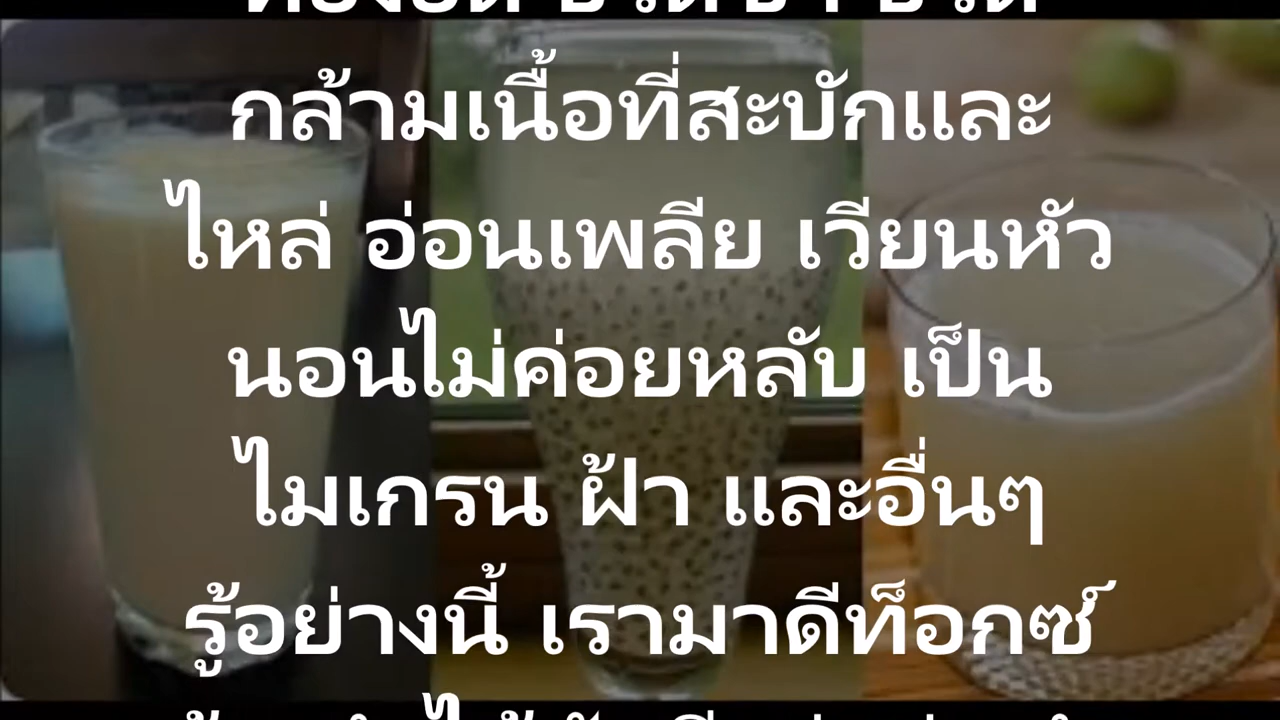 กล้ามเนื้อที่สะบักและ
ไหล่ อ่อนเพลีย เวียนหัว
นอนไม่ค่อยหลับ เป็น
ไมเกรน ฝ้า และอื่นๆ
รู้อย่างนี้ เรามาดีท็อกซ์